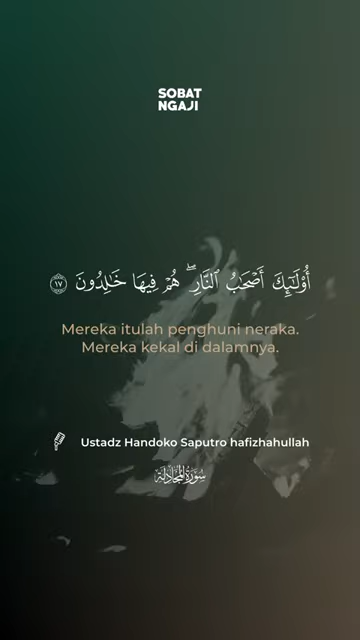 SOBAT
NGAJI
أُو۟لَـٰٓئِكَ أَصْحَـٰبُ ٱلنَّارِ ۖ هُمْ فِيهَا خَـٰلِدُونَ ١٧
Mereka itulah penghuni neraka.
Mereka kekal di dalamnya.
Ustadz Handoko Saputro hafizhahullah
سورة المجادلة